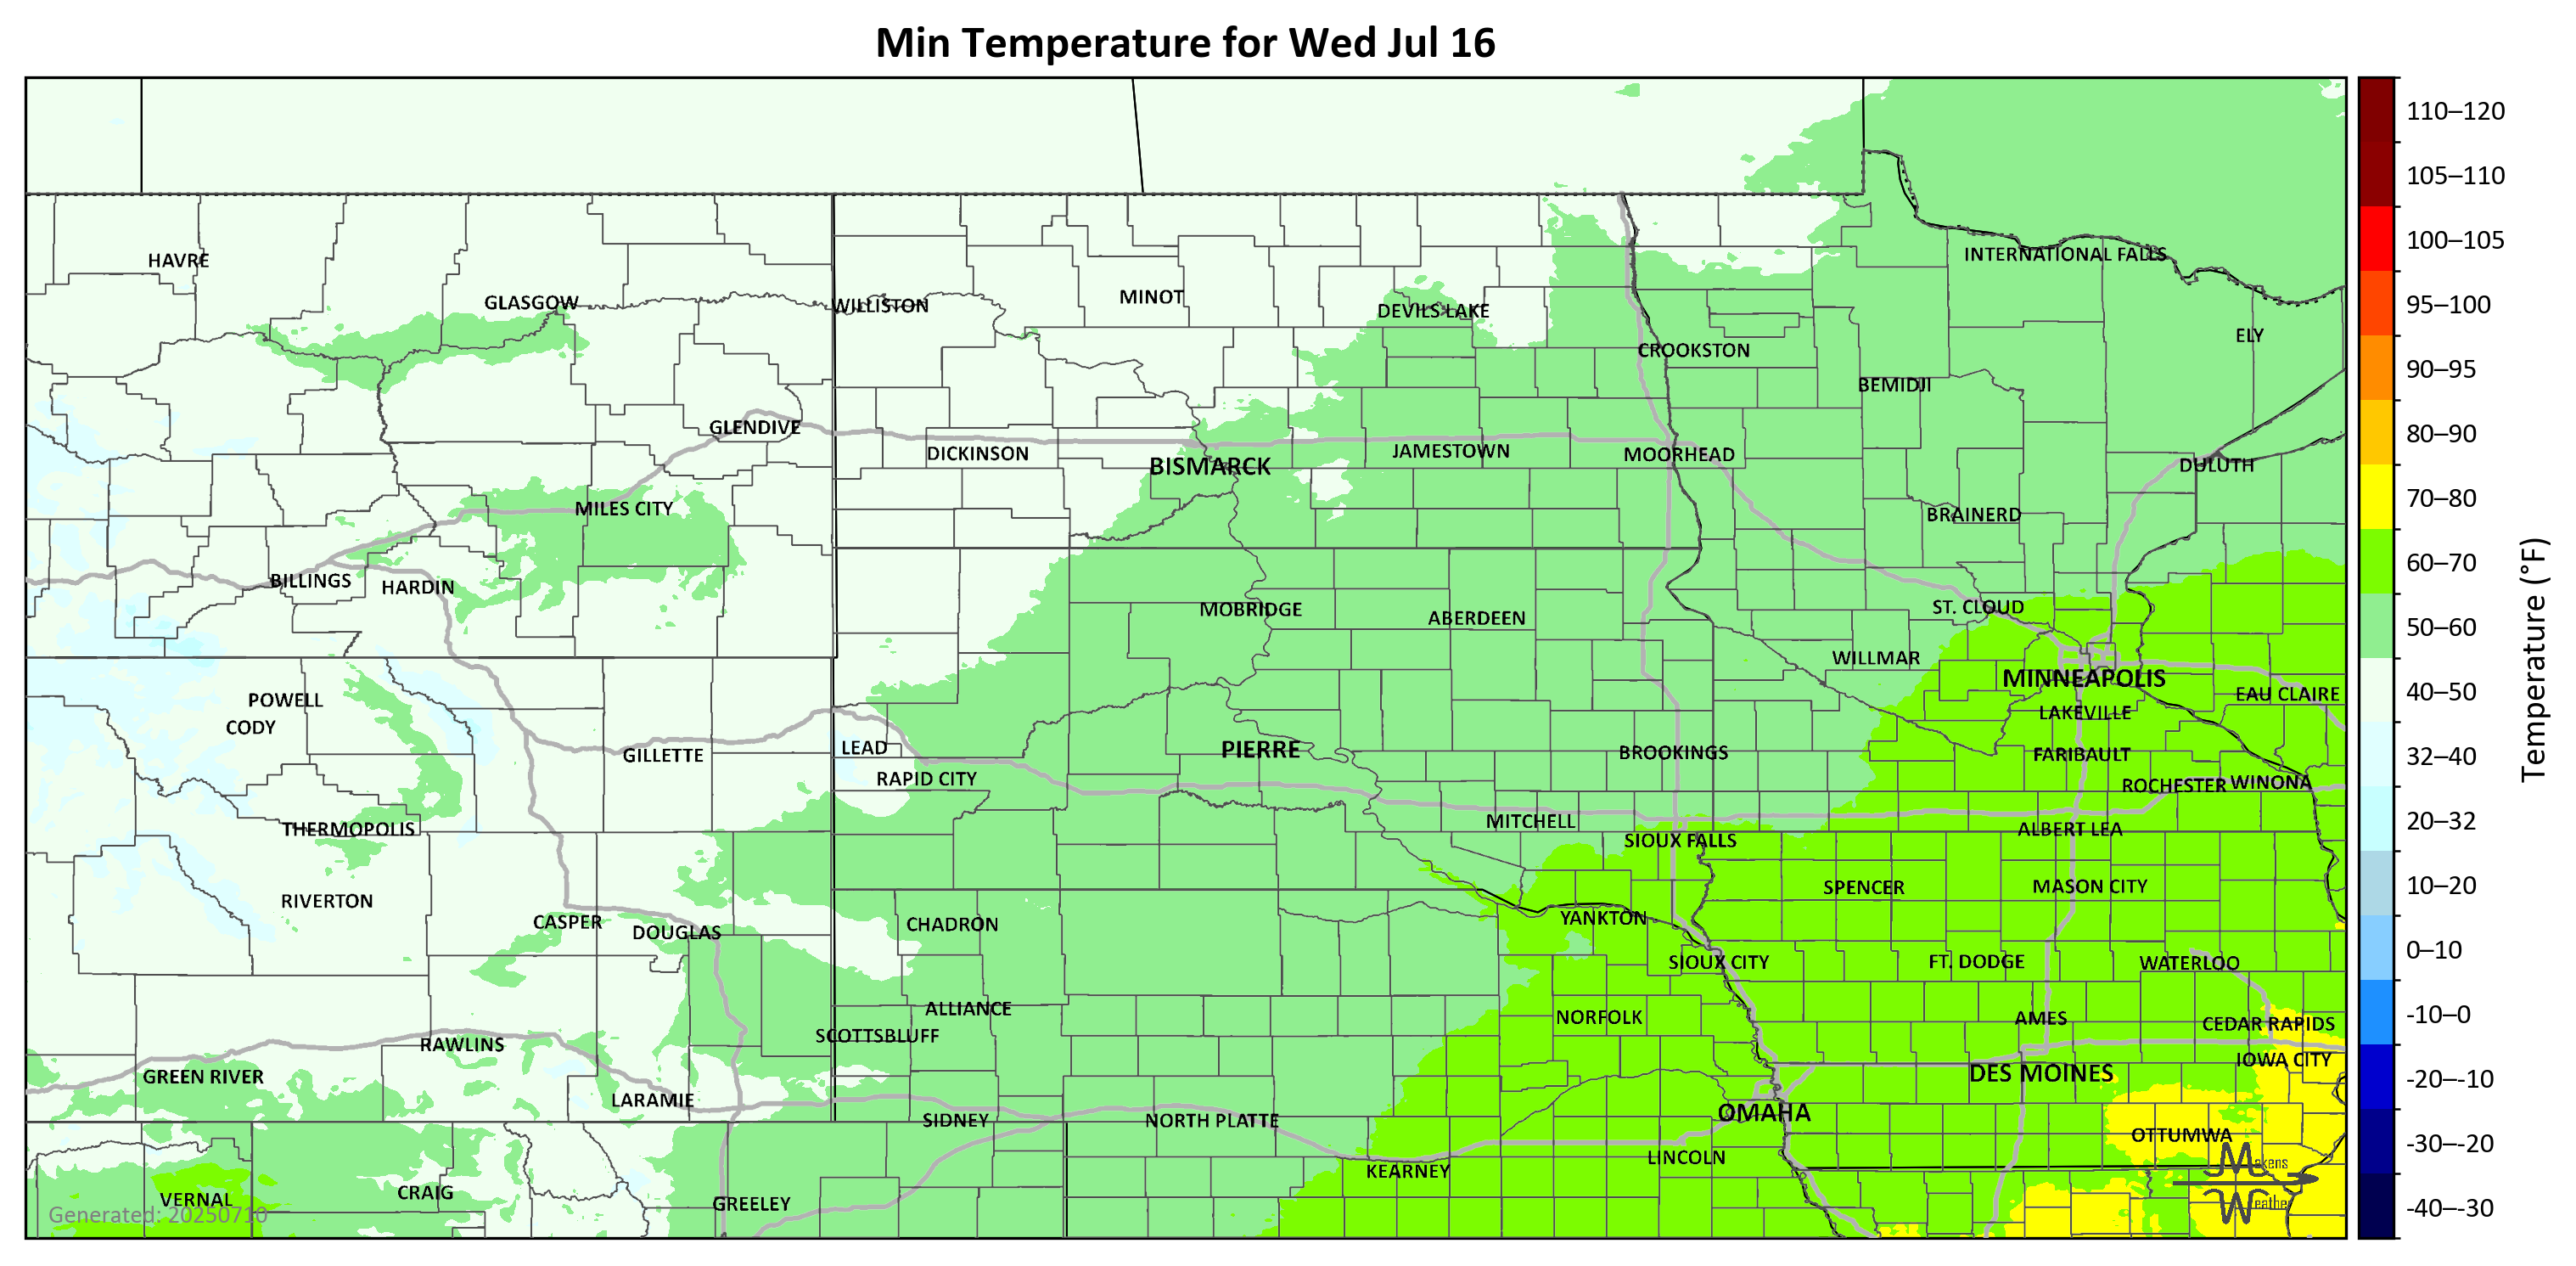 Min Temperature for Wed Jul 16
110–120
105–110
100–105
95–100
90–95
80–90
70–80
60–70
50–60
40–50
32–40
20–32
10–20
0–10
-10–0
-20–-10
-30–-20
-40–-30
Temperature (°F)
HAVRE
INTERNATIONAL FALLS
GLASGOW
WILLISTON
MINOT
DEVILS LAKE
ELY
CROOKSTON
BEMIDJI
GLENDIVE
DICKINSON
BISMARCK
JAMESTOWN
MOORHEAD
DULUTH
MILES CITY
BRAINERD
BILLINGS
HARDIN
MOBRIDGE
ABERDEEN
ST. CLOUD
WILLMAR
MINNEAPOLIS
EAU CLAIRE
POWELL
CODY
LAKEVILLE
GILLETTE
LEAD
PIERRE
BROOKINGS
FARIBAULT
RAPID CITY
ROCHESTER
WINONA
THERMOPOLIS
MITCHELL
SIOUX FALLS
ALBERT LEA
RIVERTON
SPENCER
MASON CITY
CASPER
DOUGLAS
CHADRON
YANKTON
SIOUX CITY
FT. DODGE
WATERLOO
ALLIANCE
NORFOLK
AMES
CEDAR RAPIDS
SCOTTSBLUFF
RAWLINS
IOWA CITY
GREEN RIVER
DES MOINES
LARAMIE
OMAHA
SIDNEY
NORTH PLATTE
OTTUMWA
KEARNEY
LINCOLN
VERNAL
CRAIG
GREELEY
Makens
Weather
Generated: 20250710